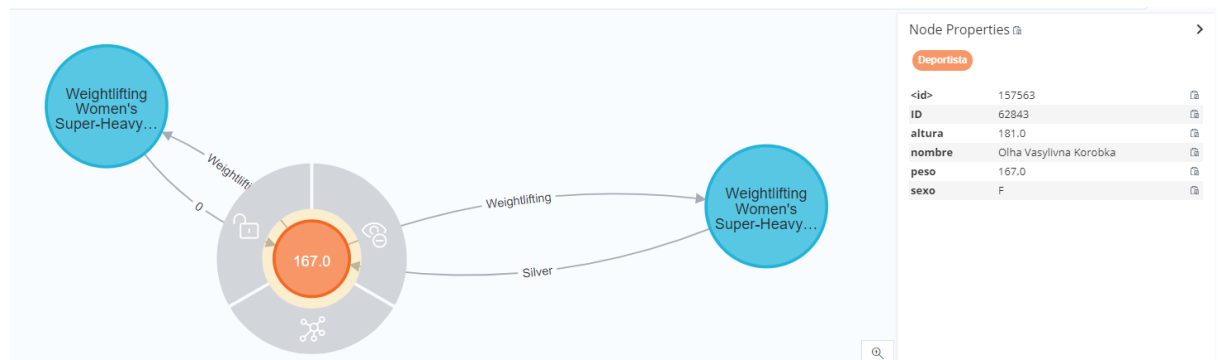 Weightlifting
Women's
Super-Heavy…
Weightlifti
0
167.0
Weightlifting
Silver
Weightlifting
Women's
Super-Heavy…
Node Properties
Deportista
<id> 157563
ID 62843
altura 181.0
nombre Olha Vasylivna Korobka
peso 167.0
sexo F